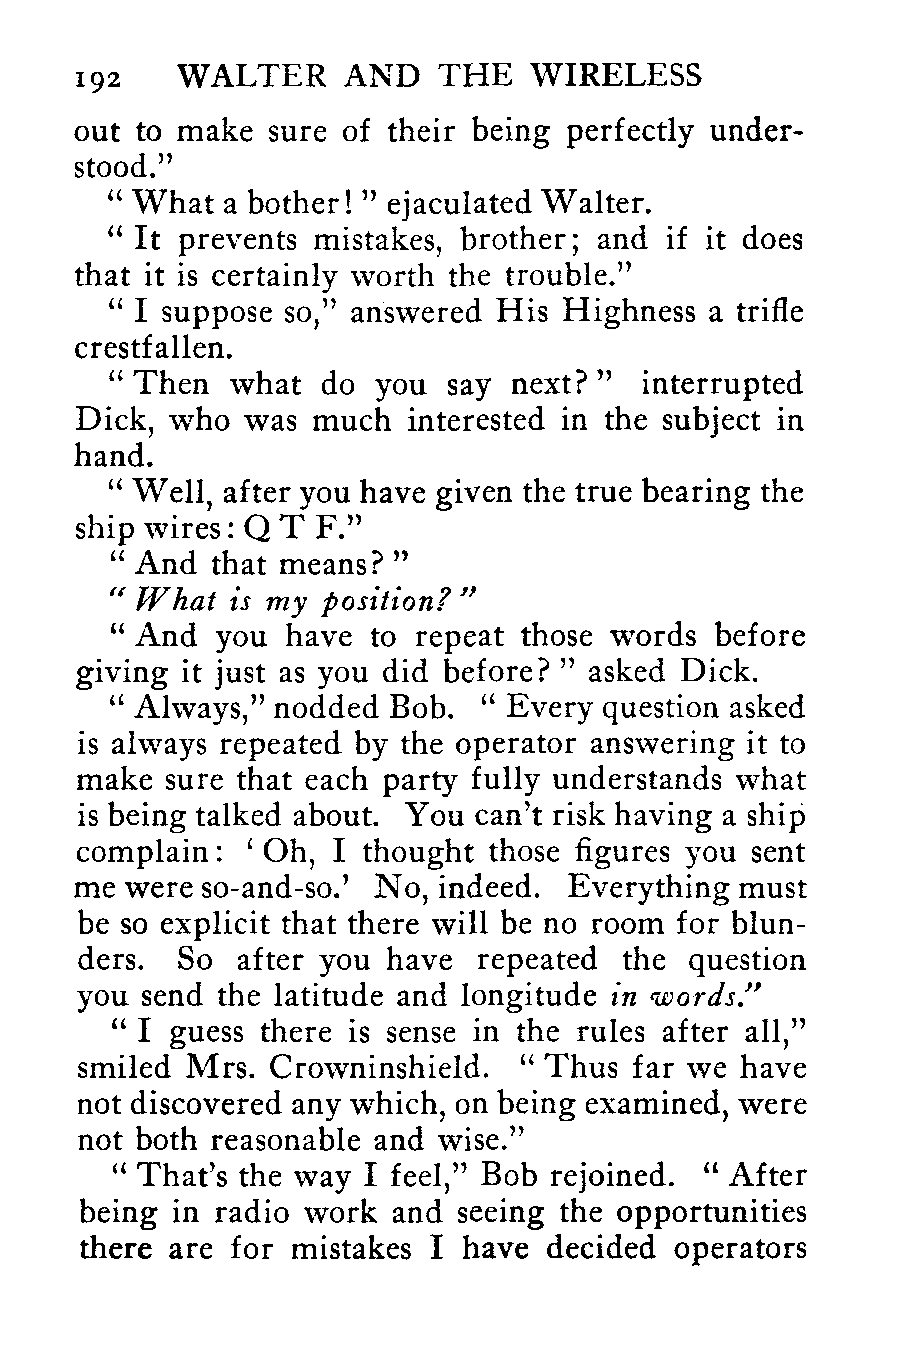 192 WALTER AND THE WIRELESS
out to make sure of their being perfectly under-
stood."
" What a bother! " ejaculated Walter.
" It prevents mistakes, brother; and if it does
that it is certainly worth the trouble."
" I suppose so," answered His Highness a trifle
crestfallen.
" Then what do you say next? " interrupted
Dick, who was much interested in the subject in
hand.
" Well, after you have given the true bearing the
ship wires: Q T F."
" And that means? "
" What is my position? "
" And you have to repeat those words before
giving it just as you did before? " asked Dick.
" Always," nodded Bob. " Every question asked
is always repeated by the operator answering it to
make sure that each party fully understands what
is being talked about. You can't risk having a ship
complain: ' Oh, I thought those figures you sent
me were so-and-so.' No, indeed. Everything must
be so explicit that there will be no room for blun-
ders. So after you have repeated the question
you send the latitude and longitude in words."
" I guess there is sense in the rules after all,"
smiled Mrs. Crowninshield. " Thus far we have
not discovered any which, on being examined, were
not both reasonable and wise."
" That's the way I feel," Bob rejoined. " After
being in radio work and seeing the opportunities
there are for mistakes I have decided operators